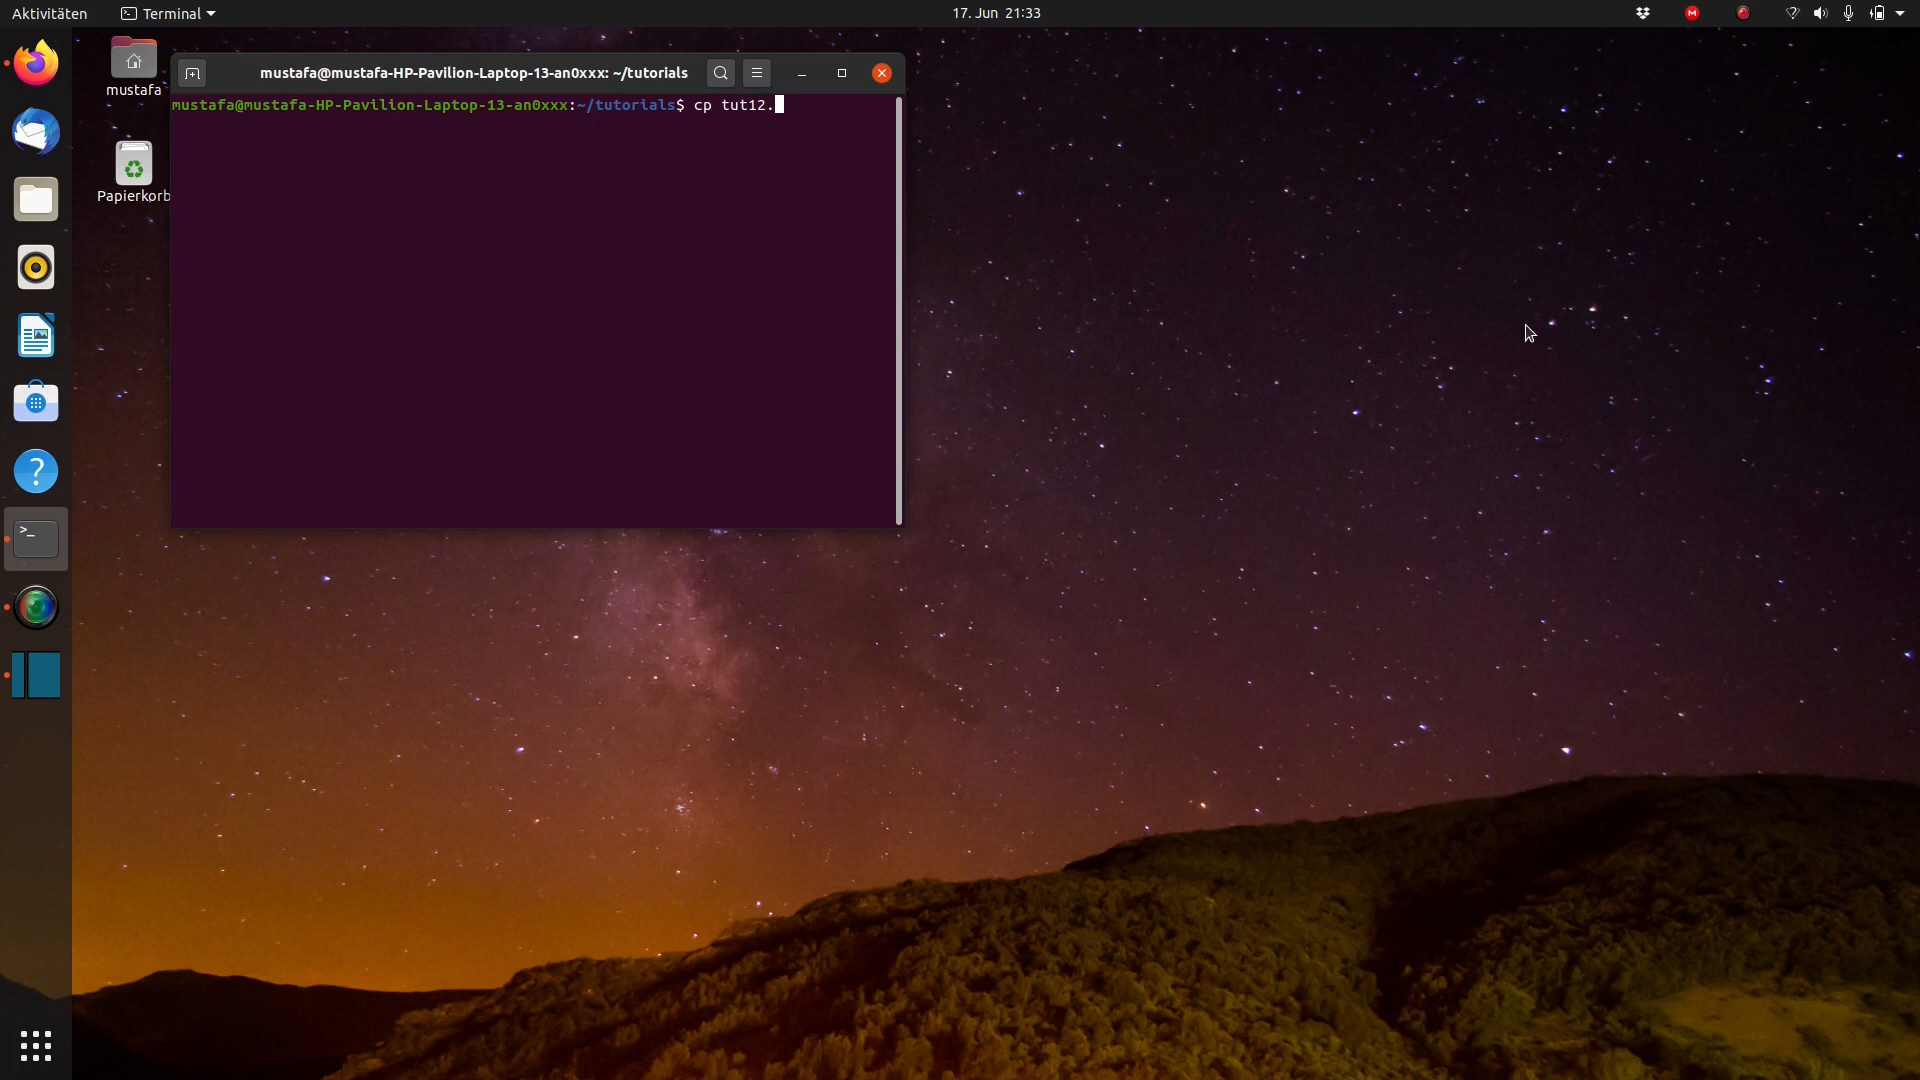 Aktivitäten Terminal 17. Jun 21:33
mustafa
Papierkorb
mustafa@mustafa-HP-Pavilion-Laptop-13-an0xxx: ~/tutorials
mustafa@mustafa-HP-Pavilion-Laptop-13-an0xxx:~/tutorials$ cp tut12.